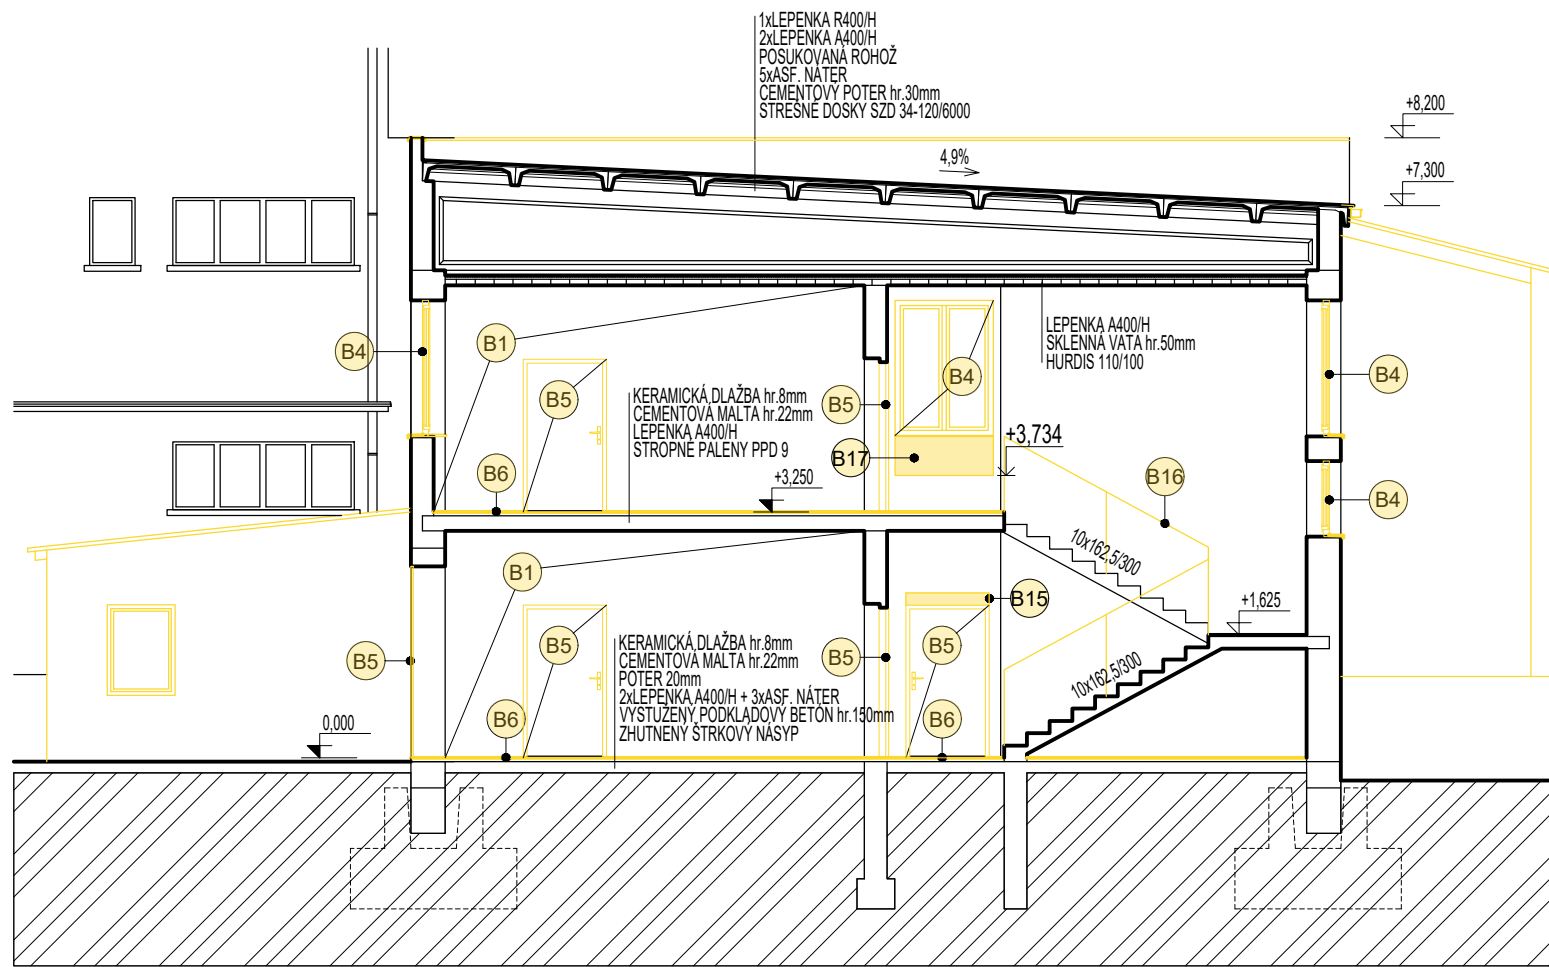 1xLEPENKA R400/H
2xLEPENKA A400/H
POSUKOVANÁ ROHOŽ
5xASF. NÁTER
CEMENTOVÝ POTER hr.30mm
STREŠNÉ DOSKY SZD 34-120/6000
+8,200
4,9%
+7,300
B4
B1
B5
B4
LEPENKA A400/H
SKLENNÁ VATA hr.50mm
HURDIS 110/100
B4
KERAMICKÁ DLAŽBA hr.8mm
CEMENTOVÁ MALTA hr.22mm
LEPENKA A400/H
STROPNÉ PALENY PPD 9
B5
B17
+3,734
B6
+3,250
B16
B4
10x162,5/300
B1
B15
+1,625
B5
B5
KERAMICKÁ DLAŽBA hr.8mm
CEMENTOVÁ MALTA hr.22mm
POTER 20mm
2xLEPENKA A400/H + 3xASF. NÁTER
VYSTUŽENÝ PODKLADOVÝ BETÓN hr.150mm
ZHUTNENÝ ŠTRKOVÝ NÁSYP
B5
B5
10x162,5/300
0,000
B6
B6